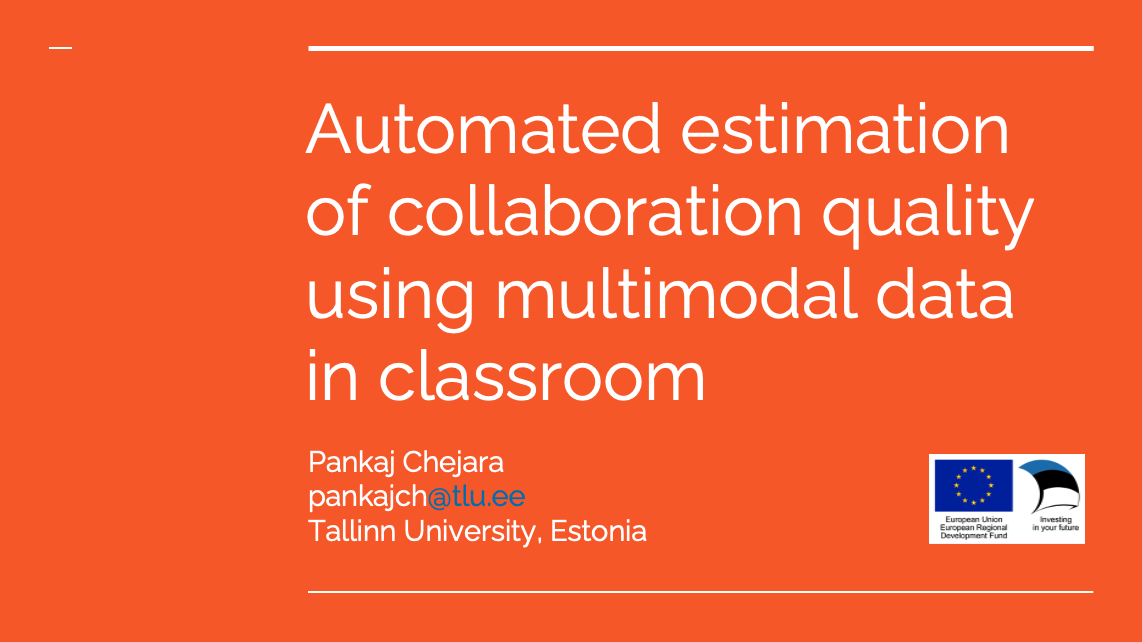 Automated estimation
of collaboration quality
using multimodal data
in classroom
Pankaj Chejara
pankajch@tlu.ee
Tallinn University, Estonia
European Union
European Regional
Development Fund
Investing
in your future